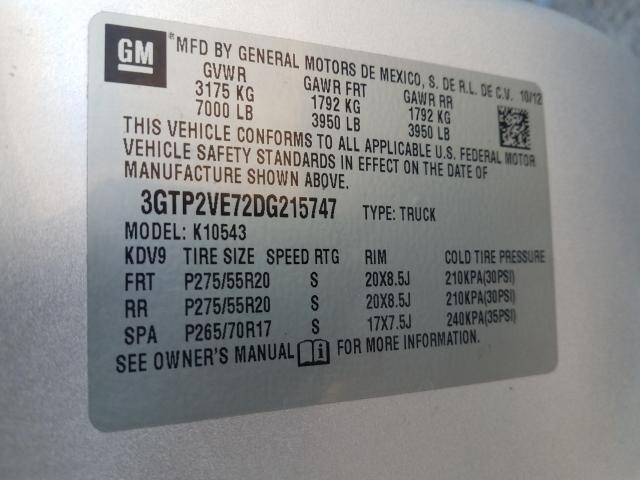 GM
*MFD BY GENERAL MOTORS DE MEXICO, S. DE R.L. DE C.V. 10/12
GVWR GAWR FRT GAWR RR
3175 KG 1792 KG 1792 KG
7000 LB 3950 LB 3950 LB
THIS VEHICLE CONFORMS TO ALL APPLICABLE U.S. FEDERAL MOTOR
VEHICLE SAFETY STANDARDS IN EFFECT ON THE DATE OF
MANUFACTURE SHOWN ABOVE.
3GTP2VE72DG215747 TYPE: TRUCK
MODEL: K10543
KDV9 TIRE SIZE SPEED RTG RIM COLD TIRE PRESSURE
FRT P275/55R20 S 20X8.5J 210KPA(30PSI)
RR P275/55R20 S 20X8.5J 210KPA(30PSI)
SPA P265/70R17 S 17X7.5J 240KPA(35PSI)
SEE OWNER'S MANUAL i FOR MORE INFORMATION.